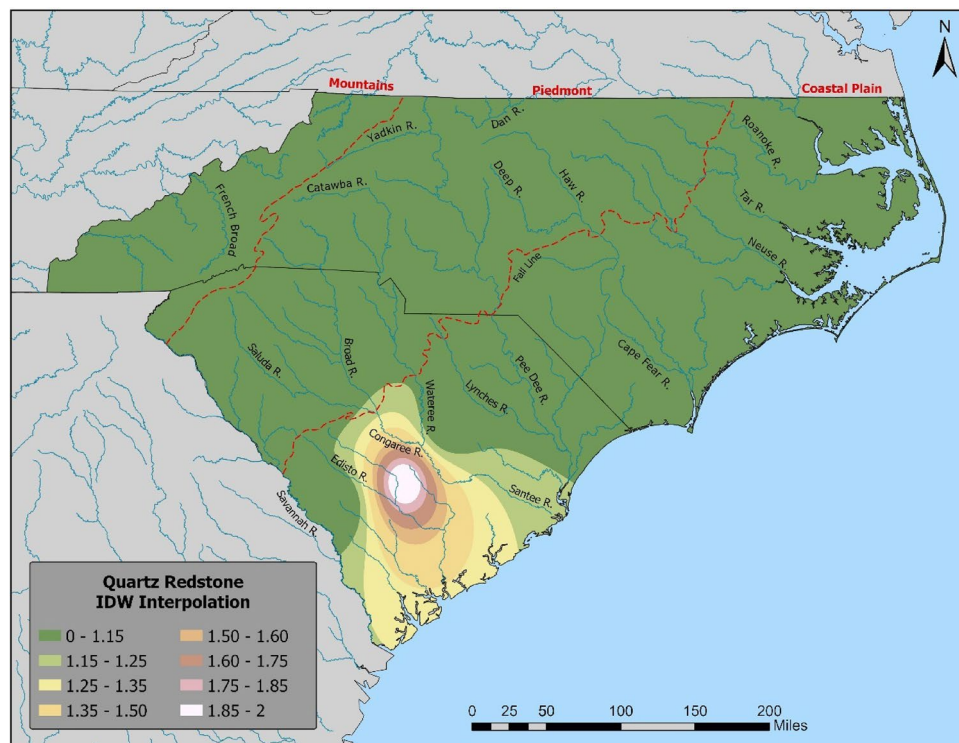 N
Mountains
Piedmont
Coastal Plain
Yadkin R.
Dan R.
Roanoke R.
French Broad
Catawba R.
Deep R.
Haw R.
Tar R.
Neuse R.
Fall Line
Saluda R.
Broad R.
Wateree R.
Lynches R.
Pee Dee R.
Cape Fear R.
Congaree R.
Edisto R.
Santee R.
Savannah R.
Quartz Redstone
IDW Interpolation
0 - 1.15
1.15 - 1.25
1.25 - 1.35
1.35 - 1.50
1.50 - 1.60
1.60 - 1.75
1.75 - 1.85
1.85 - 2
0 25 50 100 150 200
Miles